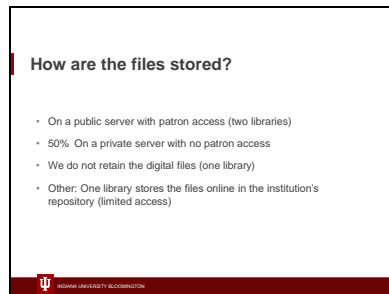 How are the files stored?
• On a public server with patron access (two libraries)
• 50% On a private server with no patron access
• We do not retain the digital files (one library)
• Other: One library stores the files online in the institution's
repository (limited access)
INDIANA UNIVERSITY BLOOMINGTON